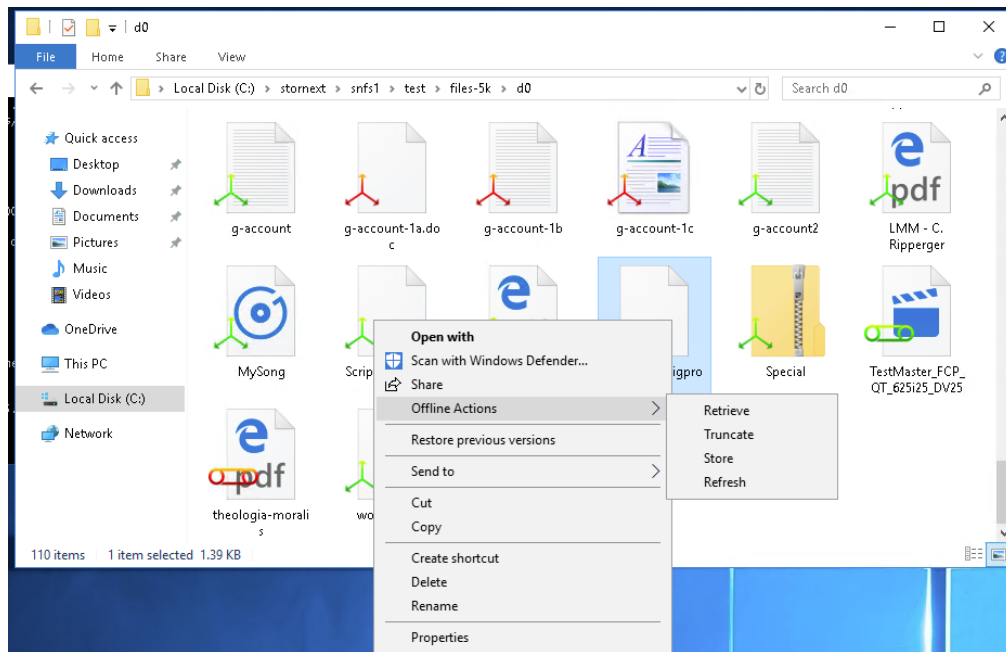 d0
File Home Share View
Local Disk (C:) > stornext > snfs1 > test > files-5k > d0
Search d0
Quick access
Desktop
Downloads
Documents
Pictures
Music
Videos
OneDrive
This PC
Local Disk (C:)
Network
g-account
g-account-1a.do
c
g-account-1b
g-account-1c
g-account2
pdf
LMM - C.
Ripperger
MySong
Scrip
igpro
Special
TestMaster_FCP_
QT_625i25_DV25
pdf
theologia-morali
s
wo
Open with
Scan with Windows Defender...
Share
Offline Actions
Restore previous versions
Send to
Cut
Copy
Create shortcut
Delete
Rename
Properties
Retrieve
Truncate
Store
Refresh
110 items 1 item selected 1.39 KB